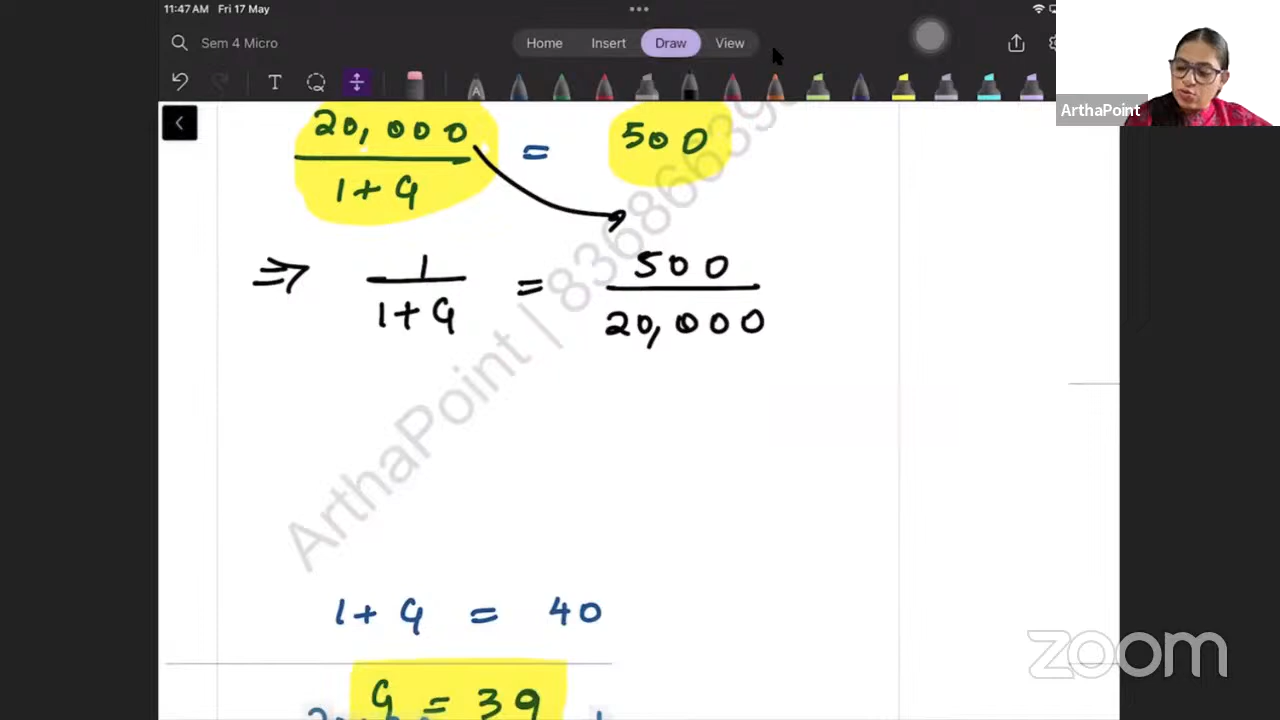 11:47 AM Fri 17 May
Sem 4 Micro
Home Insert Draw View
ArthaPoint
20,000 / 1 + G = 500
⇒ 1 / 1 + G = 500 / 20,000
ArthaPoint | 836866398
1 + G = 40
G = 39
zoom